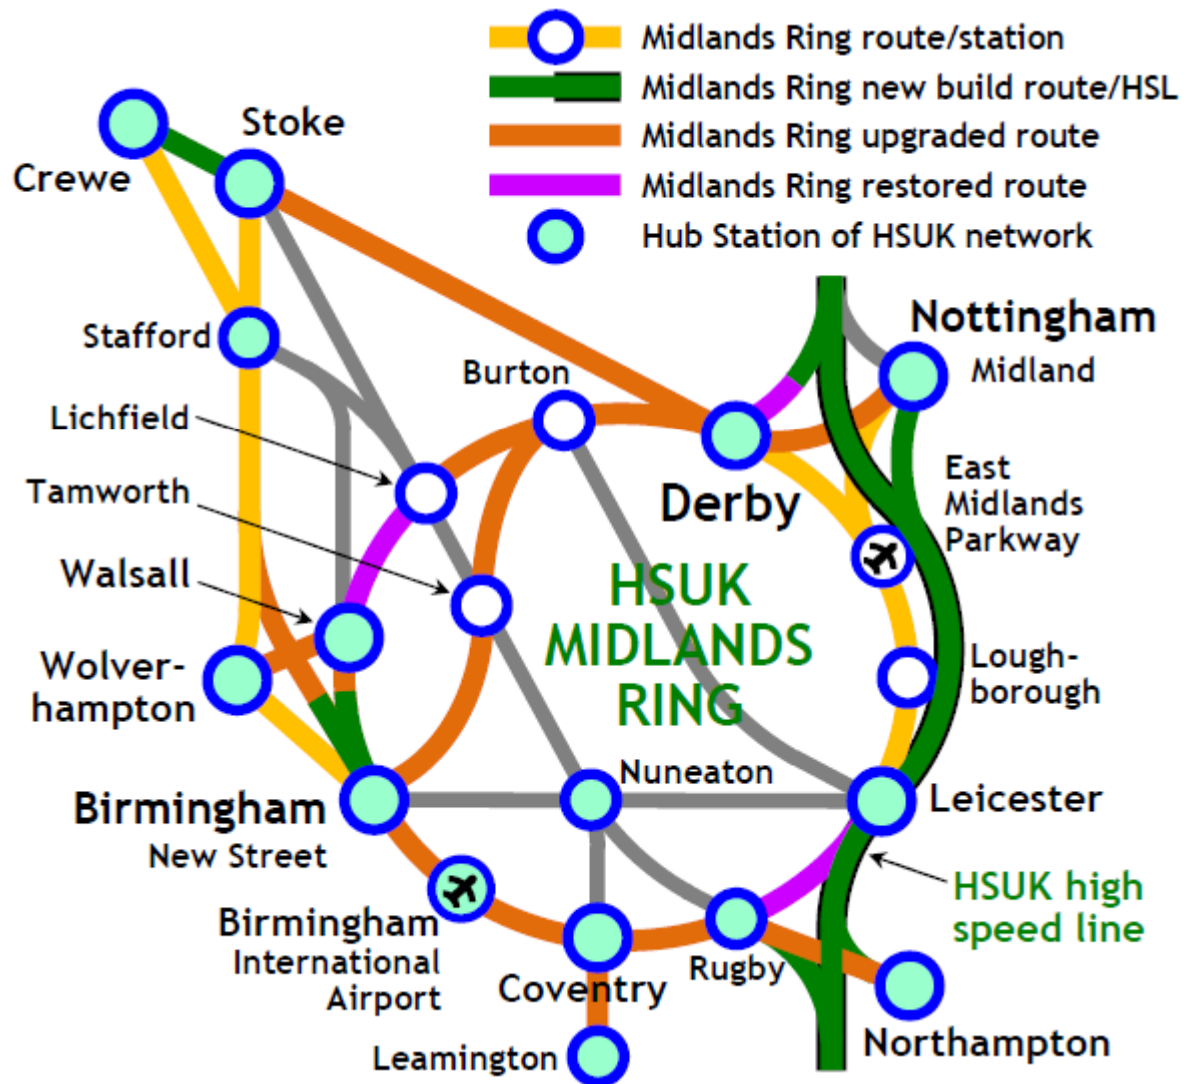 Midlands Ring route/station
Midlands Ring new build route/HSL
Midlands Ring upgraded route
Midlands Ring restored route
Hub Station of HSUK network
Stoke
Crewe
Nottingham
Midland
Stafford
Burton
Lichfield
Tamworth
Derby
East
Midlands
Parkway
Walsall
HSUK
MIDLANDS
RING
Wolver-
hampton
Lough-
borough
Nuneaton
Birmingham
New Street
Leicester
HSUK high
speed line
Birmingham
International
Airport
Coventry
Rugby
Northampton
Leamington